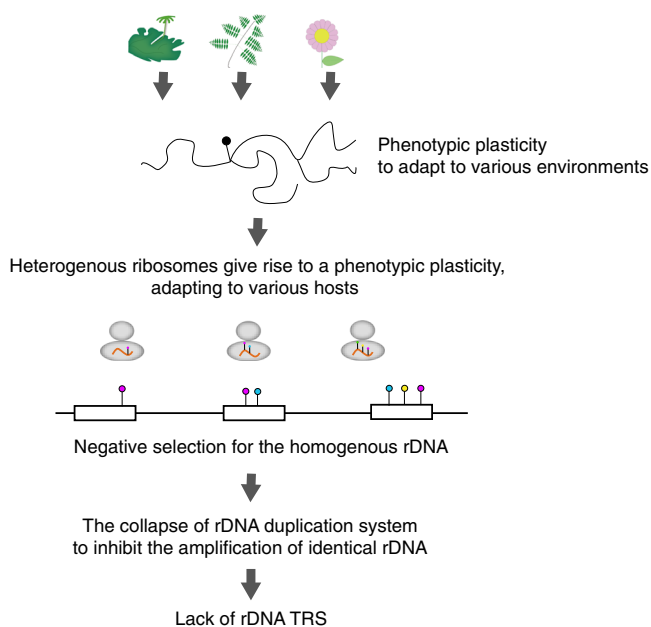 Phenotypic plasticity
to adapt to various environments
Heterogenous ribosomes give rise to a phenotypic plasticity,
adapting to various hosts
Negative selection for the homogenous rDNA
The collapse of rDNA duplication system
to inhibit the amplification of identical rDNA
Lack of rDNA TRS